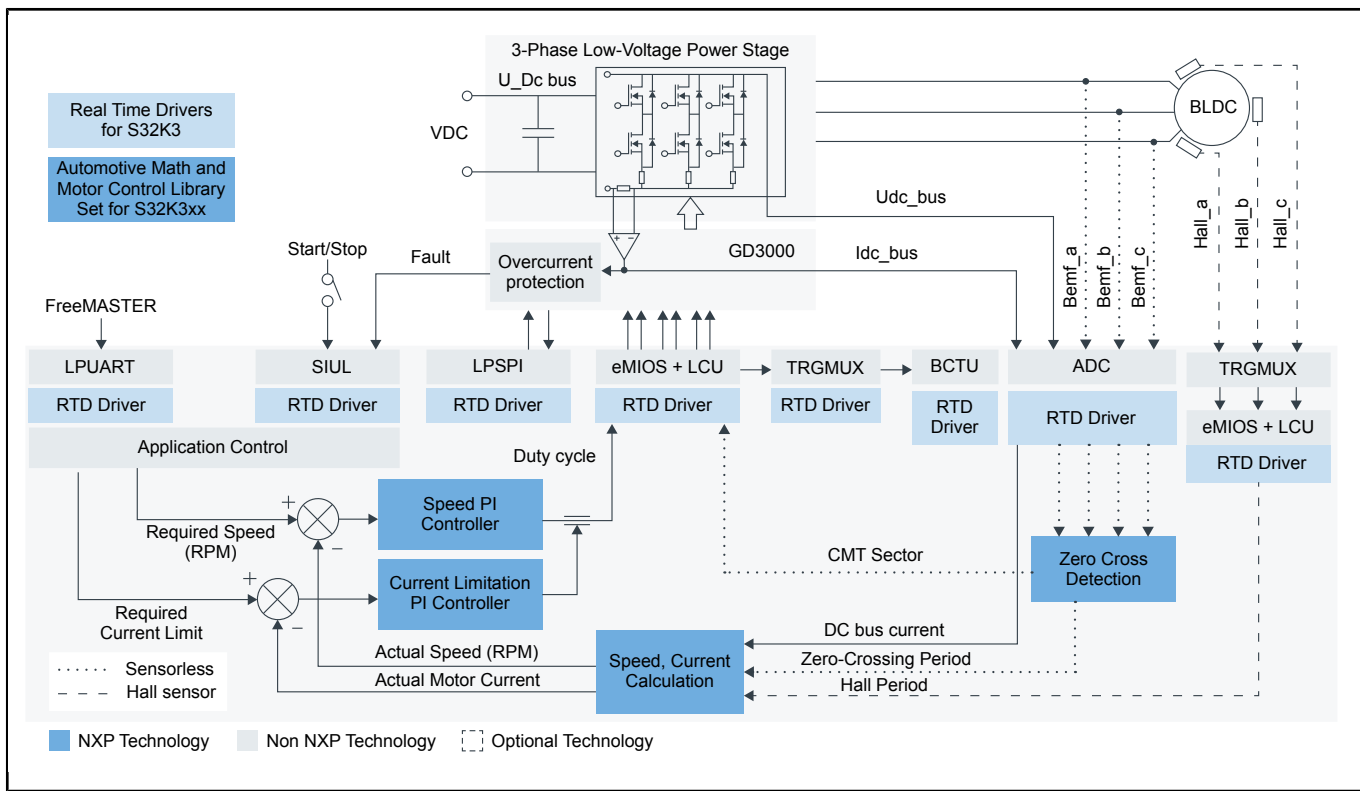 3-Phase Low-Voltage Power Stage
U_Dc bus
VDC
BLDC
Real Time Drivers
for S32K3
Automotive Math and
Motor Control Library
Set for S32K3xx
Udc_bus
Hall_a
Hall_b
Hall_c
Start/Stop
Fault
Overcurrent
protection
+
−
GD3000
Idc_bus
Bemf_a
Bemf_b
Bemf_c
FreeMASTER
LPUART
RTD Driver
SIUL
RTD Driver
LPSPI
RTD Driver
eMIOS + LCU
RTD Driver
TRGMUX
RTD Driver
BCTU
RTD
Driver
ADC
RTD Driver
TRGMUX
eMIOS + LCU
RTD Driver
Application Control
Duty cycle
+
−
Required Speed
(RPM)
Speed PI
Controller
CMT Sector
Zero Cross
Detection
+
−
Current Limitation
PI Controller
Required
Current Limit
DC bus current
Actual Speed (RPM)
Speed, Current
Calculation
Zero-Crossing Period
Actual Motor Current
Hall Period
Sensorless
Hall sensor
NXP Technology
Non NXP Technology
Optional Technology